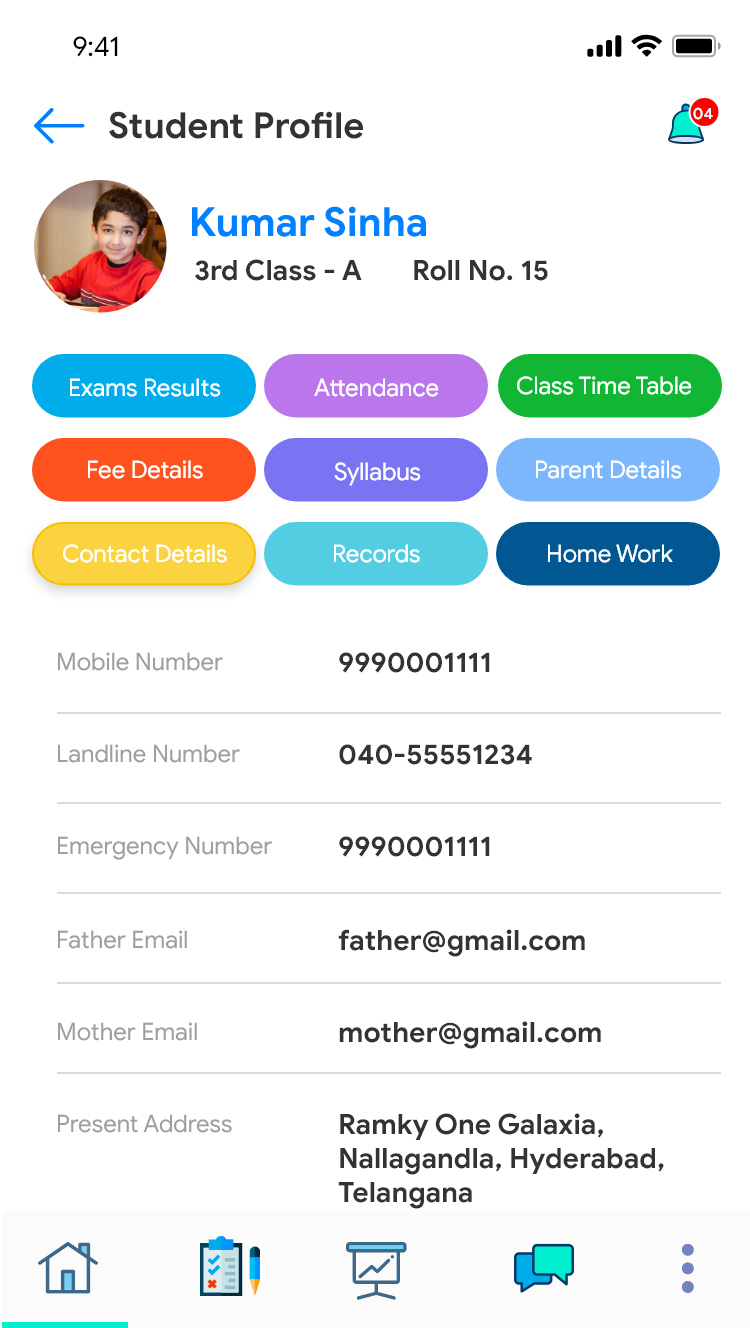 9:41
Student Profile
04
Kumar Sinha
3rd Class - A Roll No. 15
Exams Results Attendance Class Time Table
Fee Details Syllabus Parent Details
Contact Details Records Home Work
Mobile Number 9990001111
Landline Number 040-55551234
Emergency Number 9990001111
Father Email father@gmail.com
Mother Email mother@gmail.com
Present Address Ramky One Galaxia,
Nallagandla, Hyderabad,
Telangana